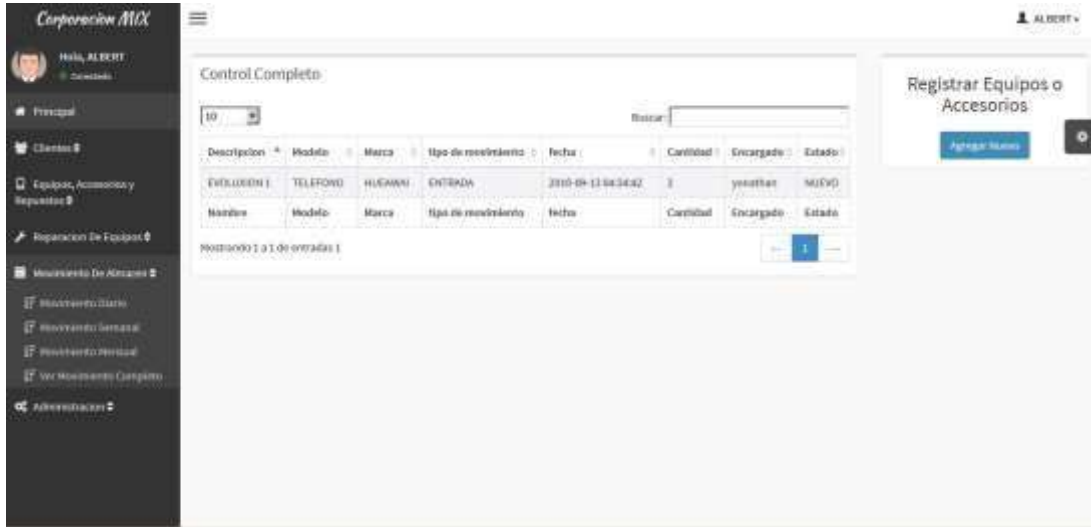 Corporacion MIX
ALBERT
Hola, ALBERT
Conectado
Control Completo
Registrar Equipos o
Accesorios
Principal
10
Buscar:
Agregar Nuevo
Clientes
Descripcion Modelo Marca tipo de movimiento fecha Cantidad Encargado Estado
Equipos, Accesorios y
Repuestos
EVOLUXION 1 TELEFONO HUEAWAI ENTRADA yonathan NUEVO
Nombre Modelo Marca tipo de movimiento fecha Cantidad Encargado Estado
Reparacion De Equipos
Mostrando 1 a 1 de entradas 1
1
Movimiento De Almacen
Movimiento Diario
Movimiento Semanal
Movimiento Mensual
Ver Movimiento Completo
Administracion